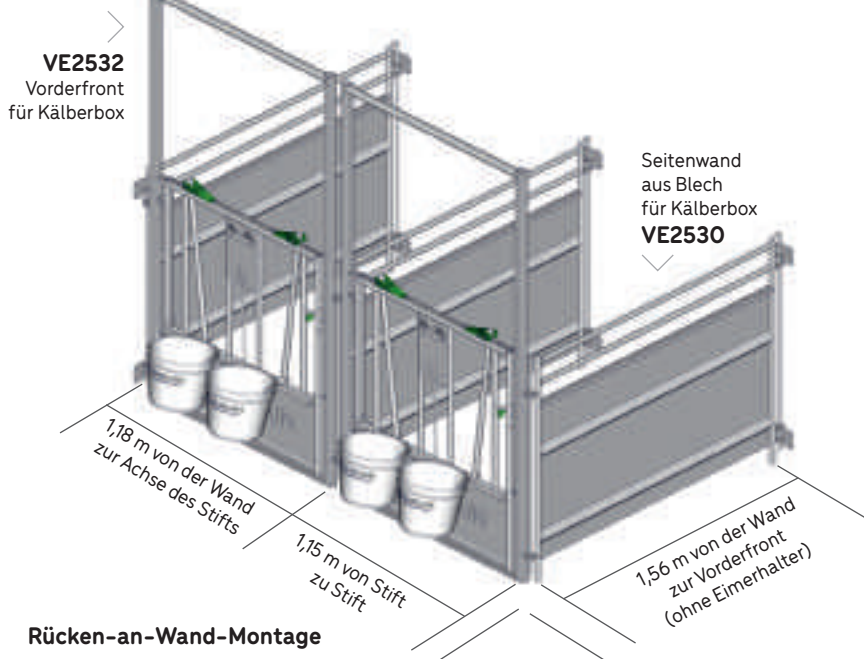 VE2532
Vorderfront
für Kälberbox
Seitenwand
aus Blech
für Kälberbox
VE2530
1,18 m von der Wand
zur Achse des Stifts
1,15 m von Stift
zu Stift
1,56 m von der Wand
zur Vorderfront
(ohne Eimerhalter)
Rücken-an-Wand-Montage